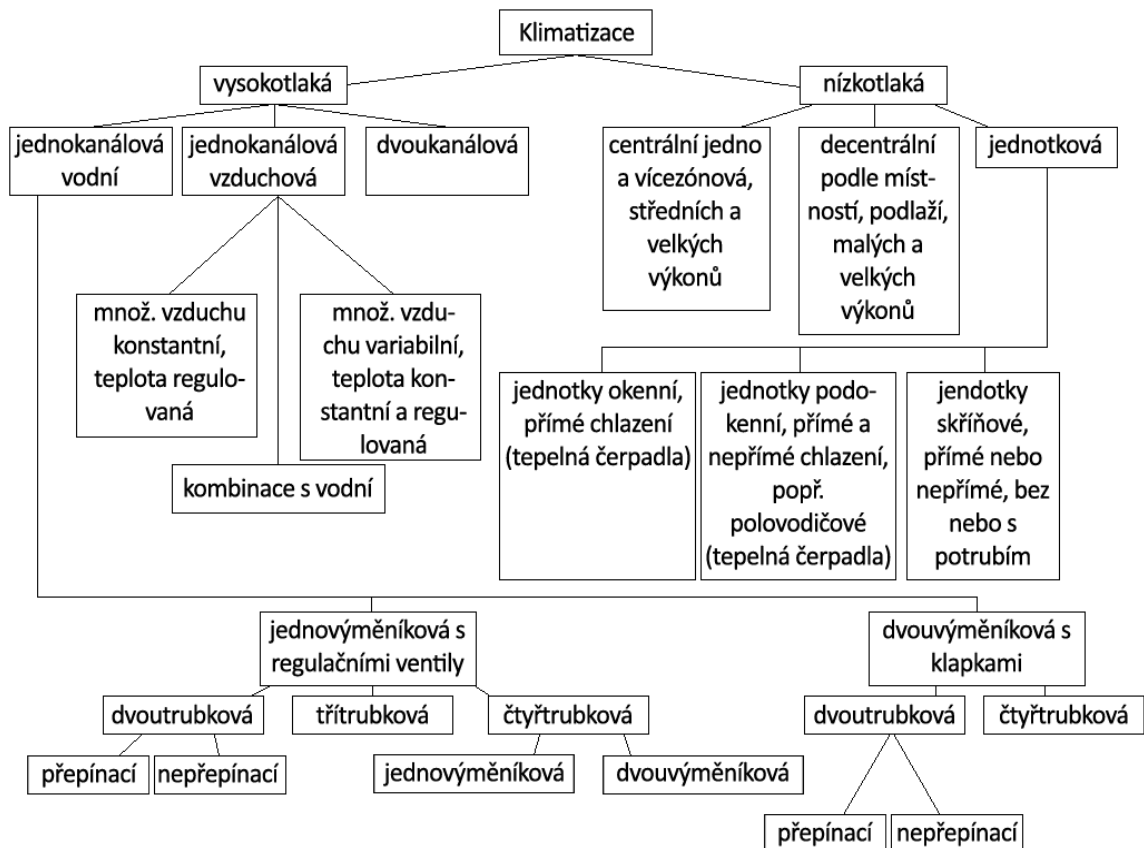 Klimatizace
vysokotlaká
nízkotlaká
jednokanálová
vodní
jednokanálová
vzduchová
dvoukanálová
centrální jedno
a vícezónová,
středních a
velkých
výkonů
decentrální
podle míst-
ností, podlaží,
malých a
velkých
výkonů
jednotková
množ. vzduchu
konstantní,
teplota regulo-
vaná
množ. vzdu-
chu variabilní,
teplota kon-
stantní a regu-
lovaná
kombinace s vodní
jednotky okenní,
přímé chlazení
(tepelná čerpadla)
jednotky podo-
kenní, přímé a
nepřímé chlazení,
popř.
polovodičové
(tepelná čerpadla)
jendotky
skříňové,
přímé nebo
nepřímé, bez
nebo s
potrubím
jednovýměníková s
regulačními ventily
dvouvýměníková s
klapkami
dvoutrubková
třítrubková
čtyřtrubková
dvoutrubková
čtyřtrubková
přepínací
nepřepínací
jednovýměníková
dvouvýměníková
přepínací
nepřepínací